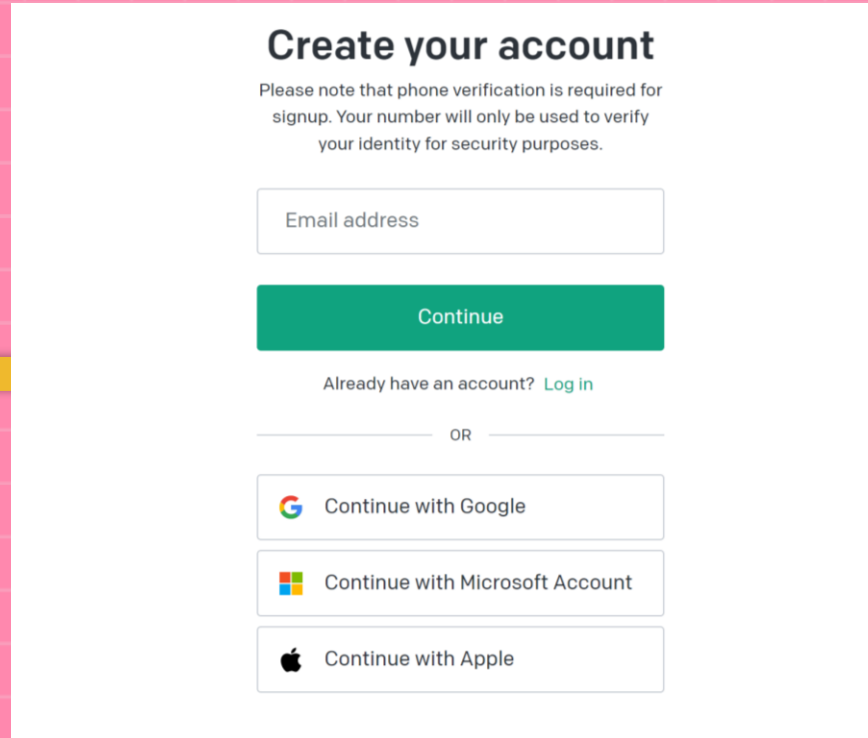 Create your account
Please note that phone verification is required for
signup. Your number will only be used to verify
your identity for security purposes.
Email address
Continue
Already have an account? Log in
OR
Continue with Google
Continue with Microsoft Account
Continue with Apple